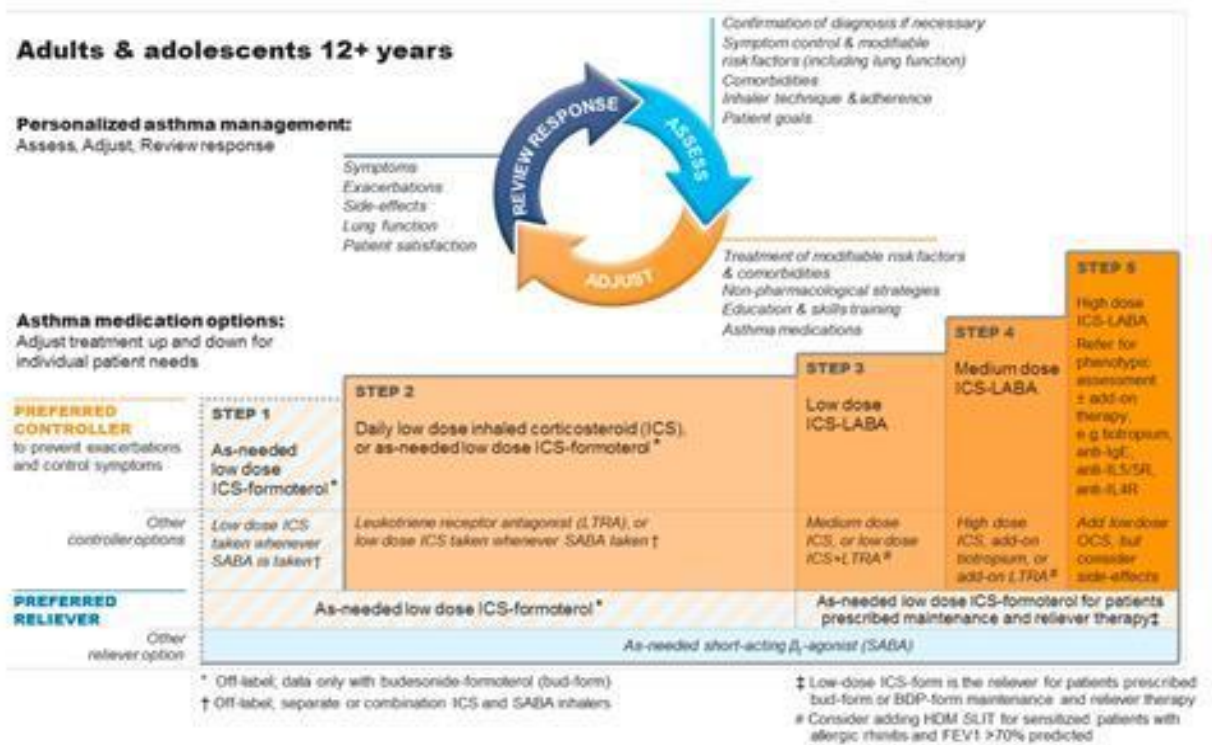 Adults & adolescents 12+ years
Personalized asthma management:
Assess, Adjust, Review response
Symptoms
Exacerbations
Side-effects
Lung function
Patient satisfaction
REVIEW RESPONSE
ASSESS
ADJUST
Confirmation of diagnosis if necessary
Symptom control & modifiable
risk factors (including lung function)
Comorbidities
Inhaler technique & adherence
Patient goals
Treatment of modifiable risk factors
& comorbidities
Non-pharmacological strategies
Education & skills training
Asthma medications
Asthma medication options:
Adjust treatment up and down for
individual patient needs
PREFERRED
CONTROLLER
to prevent exacerbations
and control symptoms
STEP 1
As-needed
low dose
ICS-formoterol *
STEP 2
Daily low dose inhaled corticosteroid (ICS),
or as-needed low dose ICS-formoterol *
STEP 3
Low dose
ICS-LABA
STEP 4
Medium dose
ICS-LABA
STEP 5
High dose
ICS-LABA
Refer for
phenotypic
assessment
± add-on
therapy,
e.g.tiotropium,
anti-IgE,
anti-IL5/5R,
anti-IL4R
Other
controller options
Low dose ICS
taken whenever
SABA is taken †
Leukotriene receptor antagonist (LTRA), or
low dose ICS taken whenever SABA taken †
Medium dose
ICS, or low dose
ICS+LTRA #
High dose
ICS, add-on
tiotropium, or
add-on LTRA #
Add low dose
OCS, but
consider
side-effects
PREFERRED
RELIEVER
As-needed low dose ICS-formoterol *
As-needed low dose ICS-formoterol for patients
prescribed maintenance and reliever therapy‡
Other
reliever option
As-needed short-acting β₂-agonist (SABA)
* Off-label; data only with budesonide-formoterol (bud-form)
† Off-label; separate or combination ICS and SABA inhalers
‡ Low-dose ICS-form is the reliever for patients prescribed
bud-form or BDP-form maintenance and reliever therapy
# Consider adding HDM SLIT for sensitized patients with
allergic rhinitis and FEV1 >70% predicted